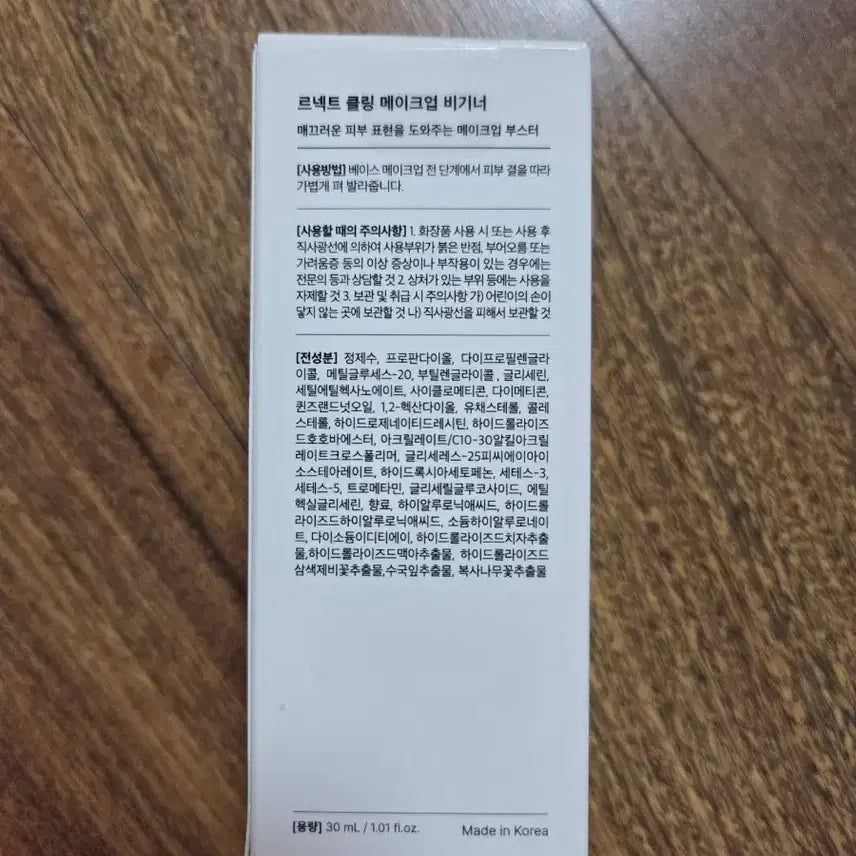 르넥트 클링 메이크업 비기너
매끄러운 피부 표현을 도와주는 메이크업 부스터
[사용방법] 베이스 메이크업 전 단계에서 피부 결을 따라
가볍게 펴 발라줍니다.
[사용할 때의 주의사항] 1. 화장품 사용 시 또는 사용 후
직사광선에 의하여 사용부위가 붉은 반점, 부어오름 또는
가려움증 등의 이상 증상이나 부작용이 있는 경우에는
전문의 등과 상담할 것 2. 상처가 있는 부위 등에는 사용을
자제할 것 3. 보관 및 취급 시 주의사항 가) 어린이의 손이
닿지 않는 곳에 보관할 것 나) 직사광선을 피해서 보관할 것
[전성분] 정제수, 프로판다이올, 다이프로필렌글라
이콜, 메틸글루세스-20, 부틸렌글라이콜, 글리세린,
세틸에틸헥사노에이트, 사이클로메티콘, 다이메티콘,
퀸즈랜드넛오일, 1,2-헥산다이올, 유채스테롤, 콜레
스테롤, 하이드로제네이티드레시틴, 하이드롤라이즈
드호호바에스터, 아크릴레이트/C10-30알킬아크릴
레이트크로스폴리머, 글리세레스-25피씨에이아이
소스테아레이트, 하이드록시아세토페논, 세테스-3,
세테스-5, 트로메타민, 글리세릴글루코사이드, 에틸
헥실글리세린, 향료, 하이알루로닉애씨드, 하이드롤
라이즈드하이알루로닉애씨드, 소듐하이알루로네이
트, 다이소듐이디티에이, 하이드롤라이즈드치자추출
물,하이드롤라이즈드맥아추출물, 하이드롤라이즈드
삼색제비꽃추출물,수국잎추출물, 복사나무꽃추출물
[용량] 30 mL / 1.01 fl.oz. Made in Korea